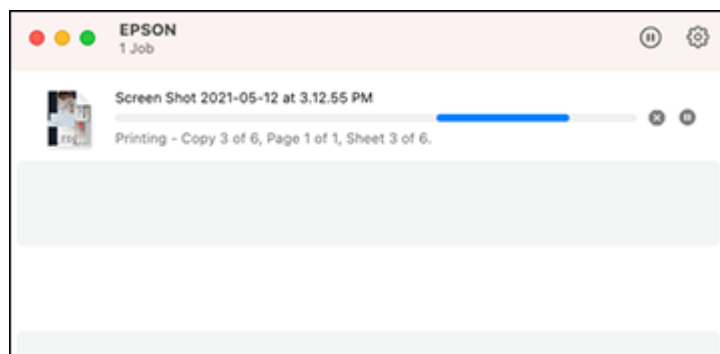 EPSON
1 Job
Screen Shot 2021-05-12 at 3.12.55 PM
Printing - Copy 3 of 6, Page 1 of 1, Sheet 3 of 6.